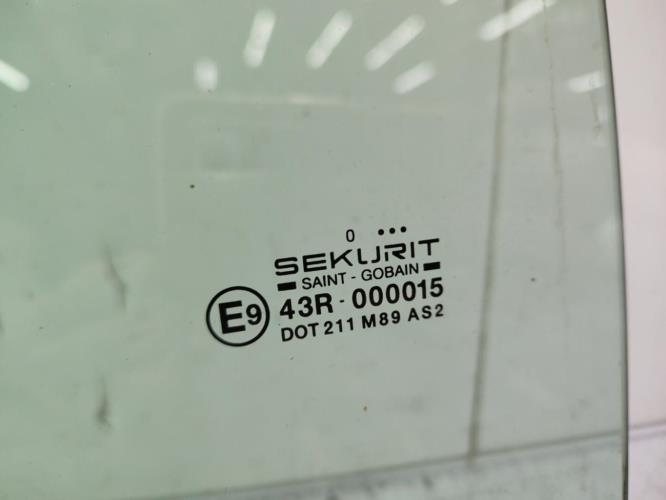 0 •••
SEKURIT
SAINT - GOBAIN
E9 43R - 000015
DOT 211 M89 AS2